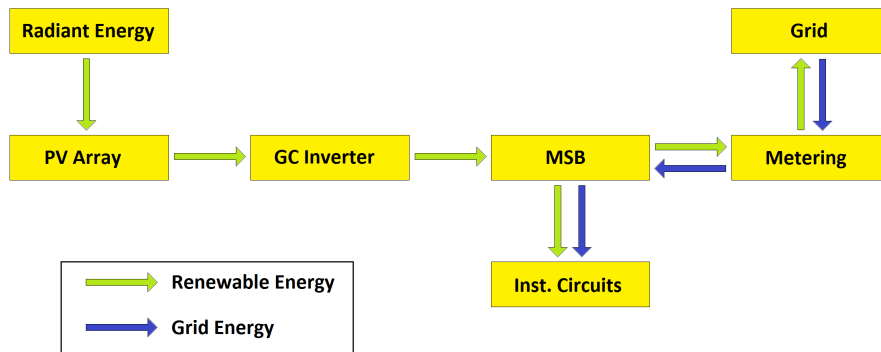 Radiant Energy
Grid
PV Array
GC Inverter
MSB
Metering
Inst. Circuits
Renewable Energy
Grid Energy